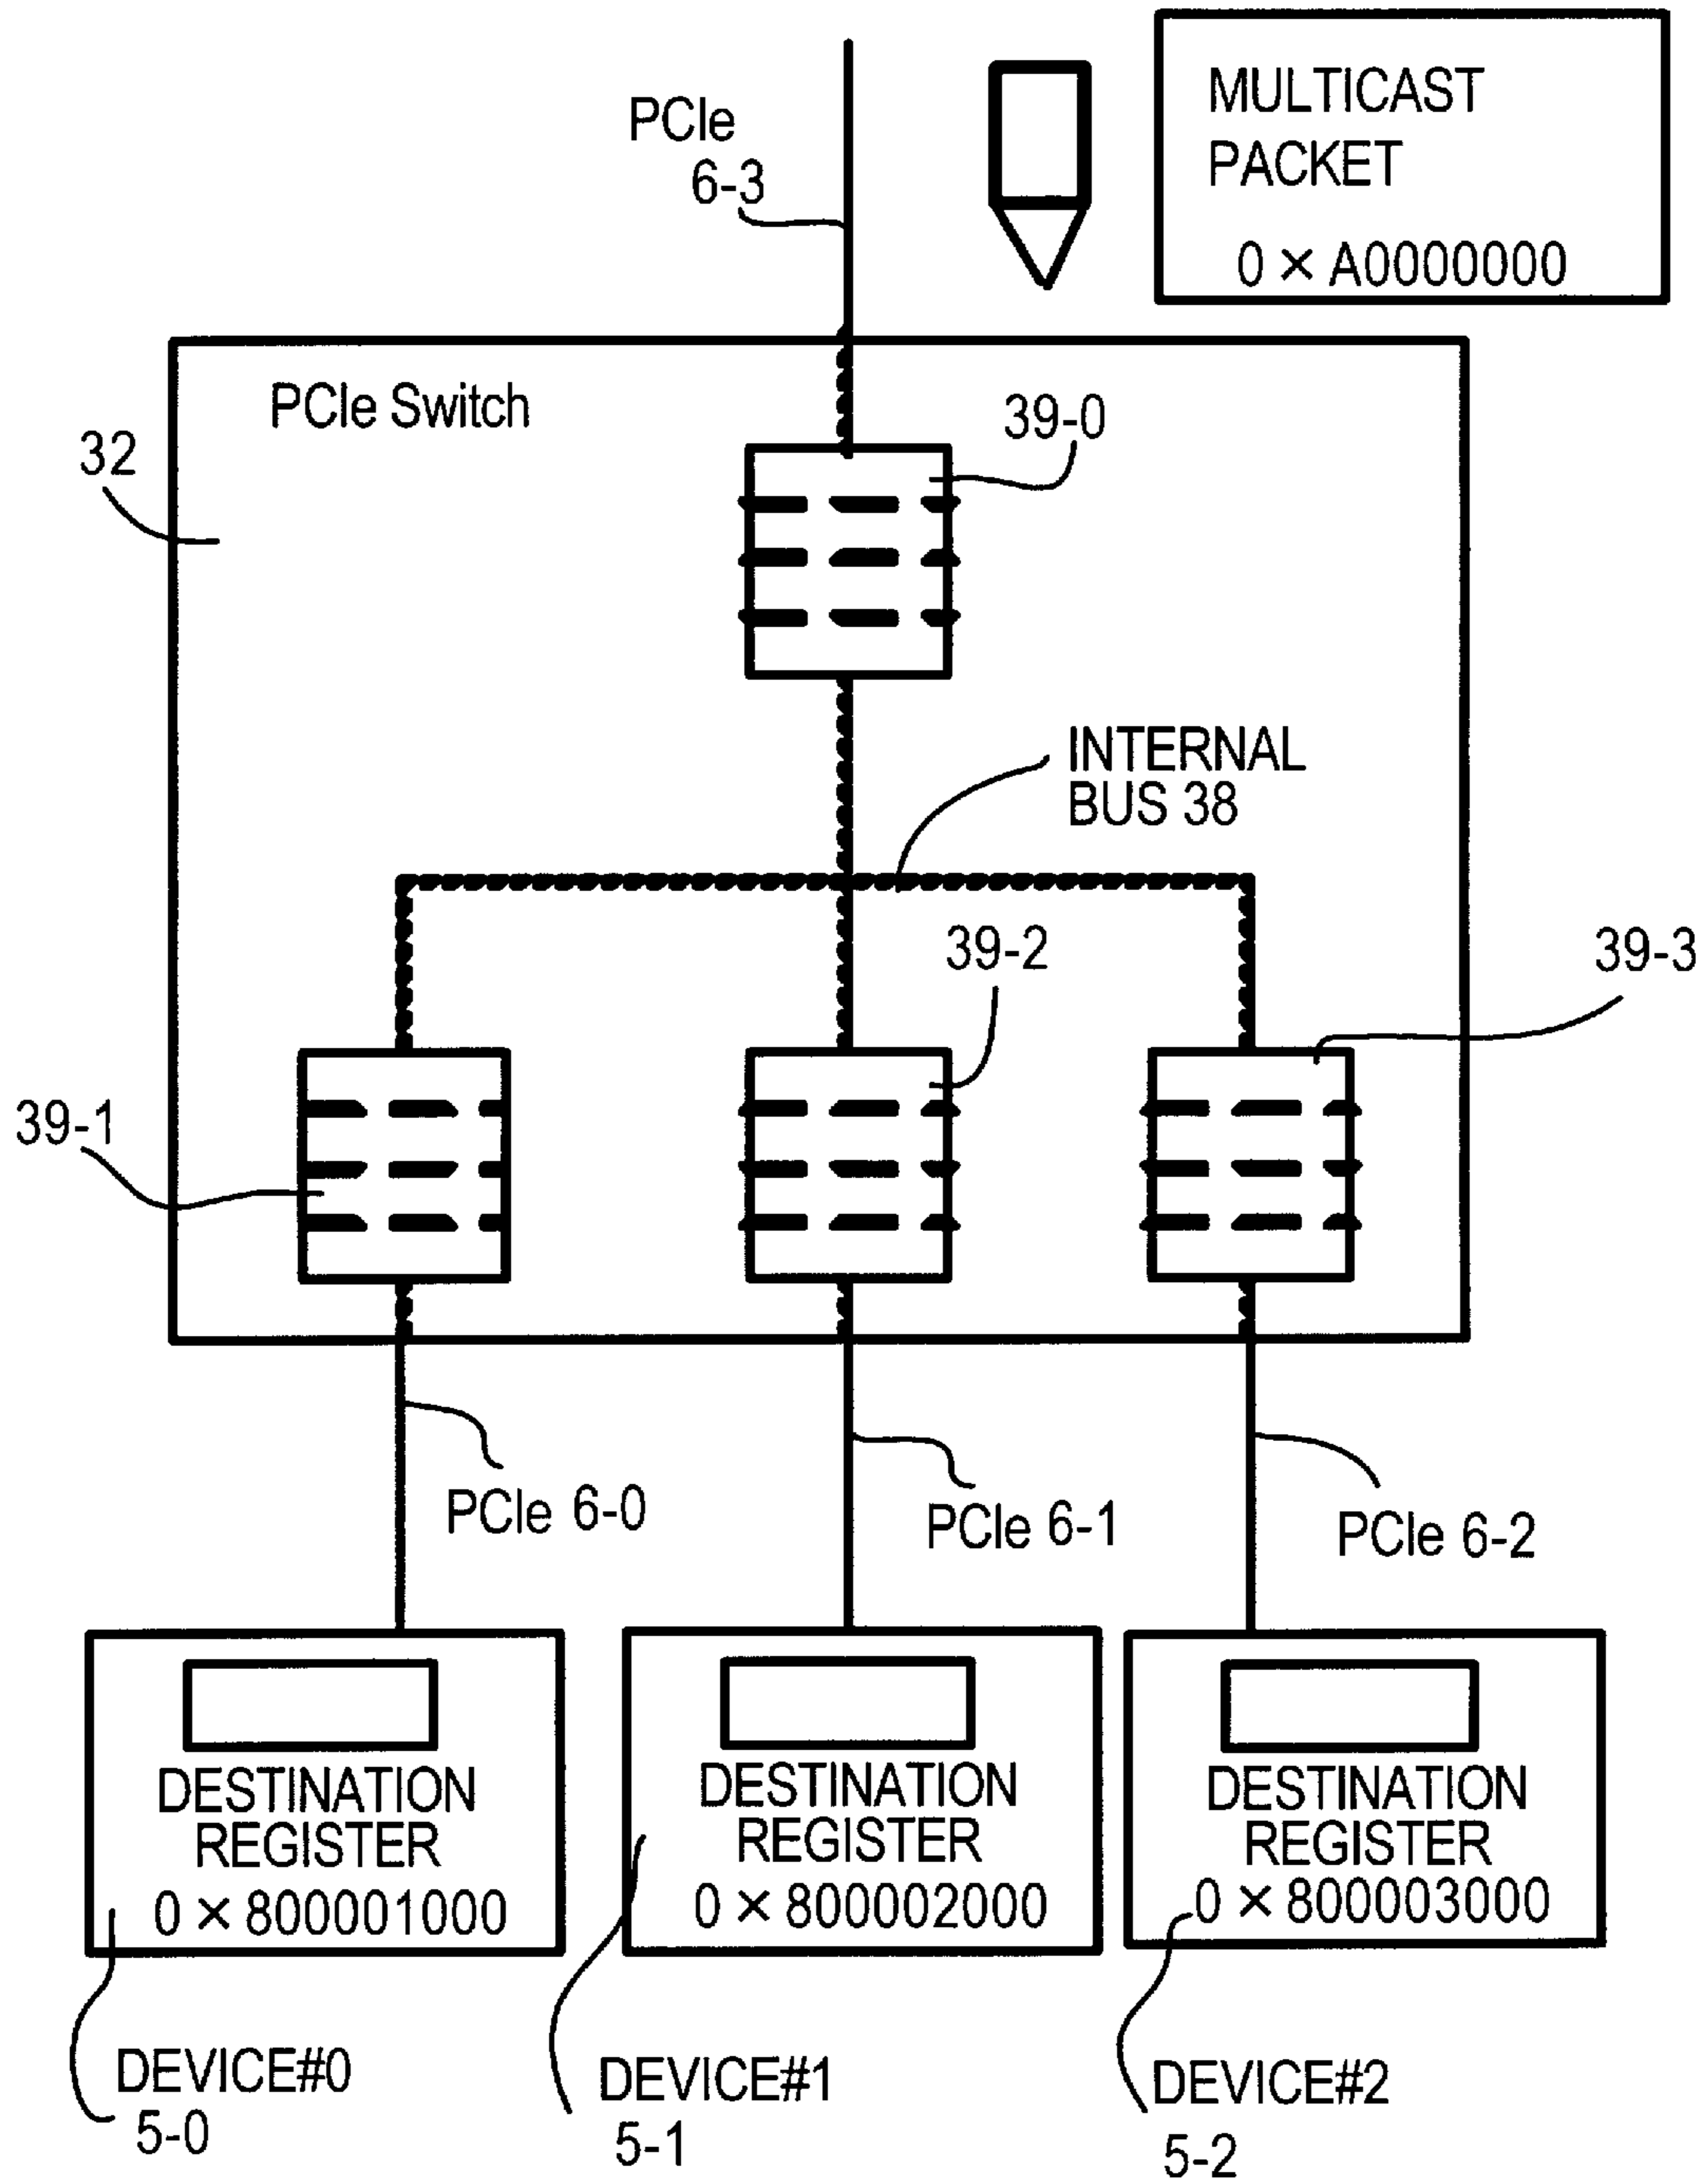 PCIe
6-3
MULTICAST
PACKET
0 × A0000000
PCIe Switch
39-0
32
INTERNAL
BUS 38
39-2
39-3
39-1
PCIe 6-0
PCIe 6-1
PCIe 6-2
DESTINATION
REGISTER
0 × 800001000
DESTINATION
REGISTER
0 × 800002000
DESTINATION
REGISTER
0 × 800003000
DEVICE#0
5-0
DEVICE#1
5-1
DEVICE#2
5-2